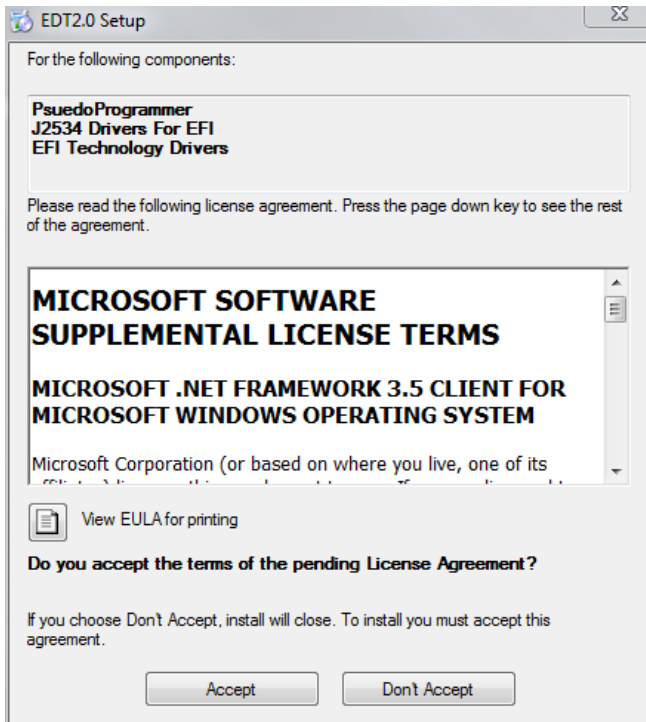 EDT2.0 Setup
For the following components:
PsuedoProgrammer
J2534 Drivers For EFI
EFI Technology Drivers
Please read the following license agreement. Press the page down key to see the rest
of the agreement.
MICROSOFT SOFTWARE
SUPPLEMENTAL LICENSE TERMS
MICROSOFT .NET FRAMEWORK 3.5 CLIENT FOR
MICROSOFT WINDOWS OPERATING SYSTEM
Microsoft Corporation (or based on where you live, one of its
View EULA for printing
Do you accept the terms of the pending License Agreement?
If you choose Don't Accept, install will close. To install you must accept this
agreement.
Accept
Don't Accept